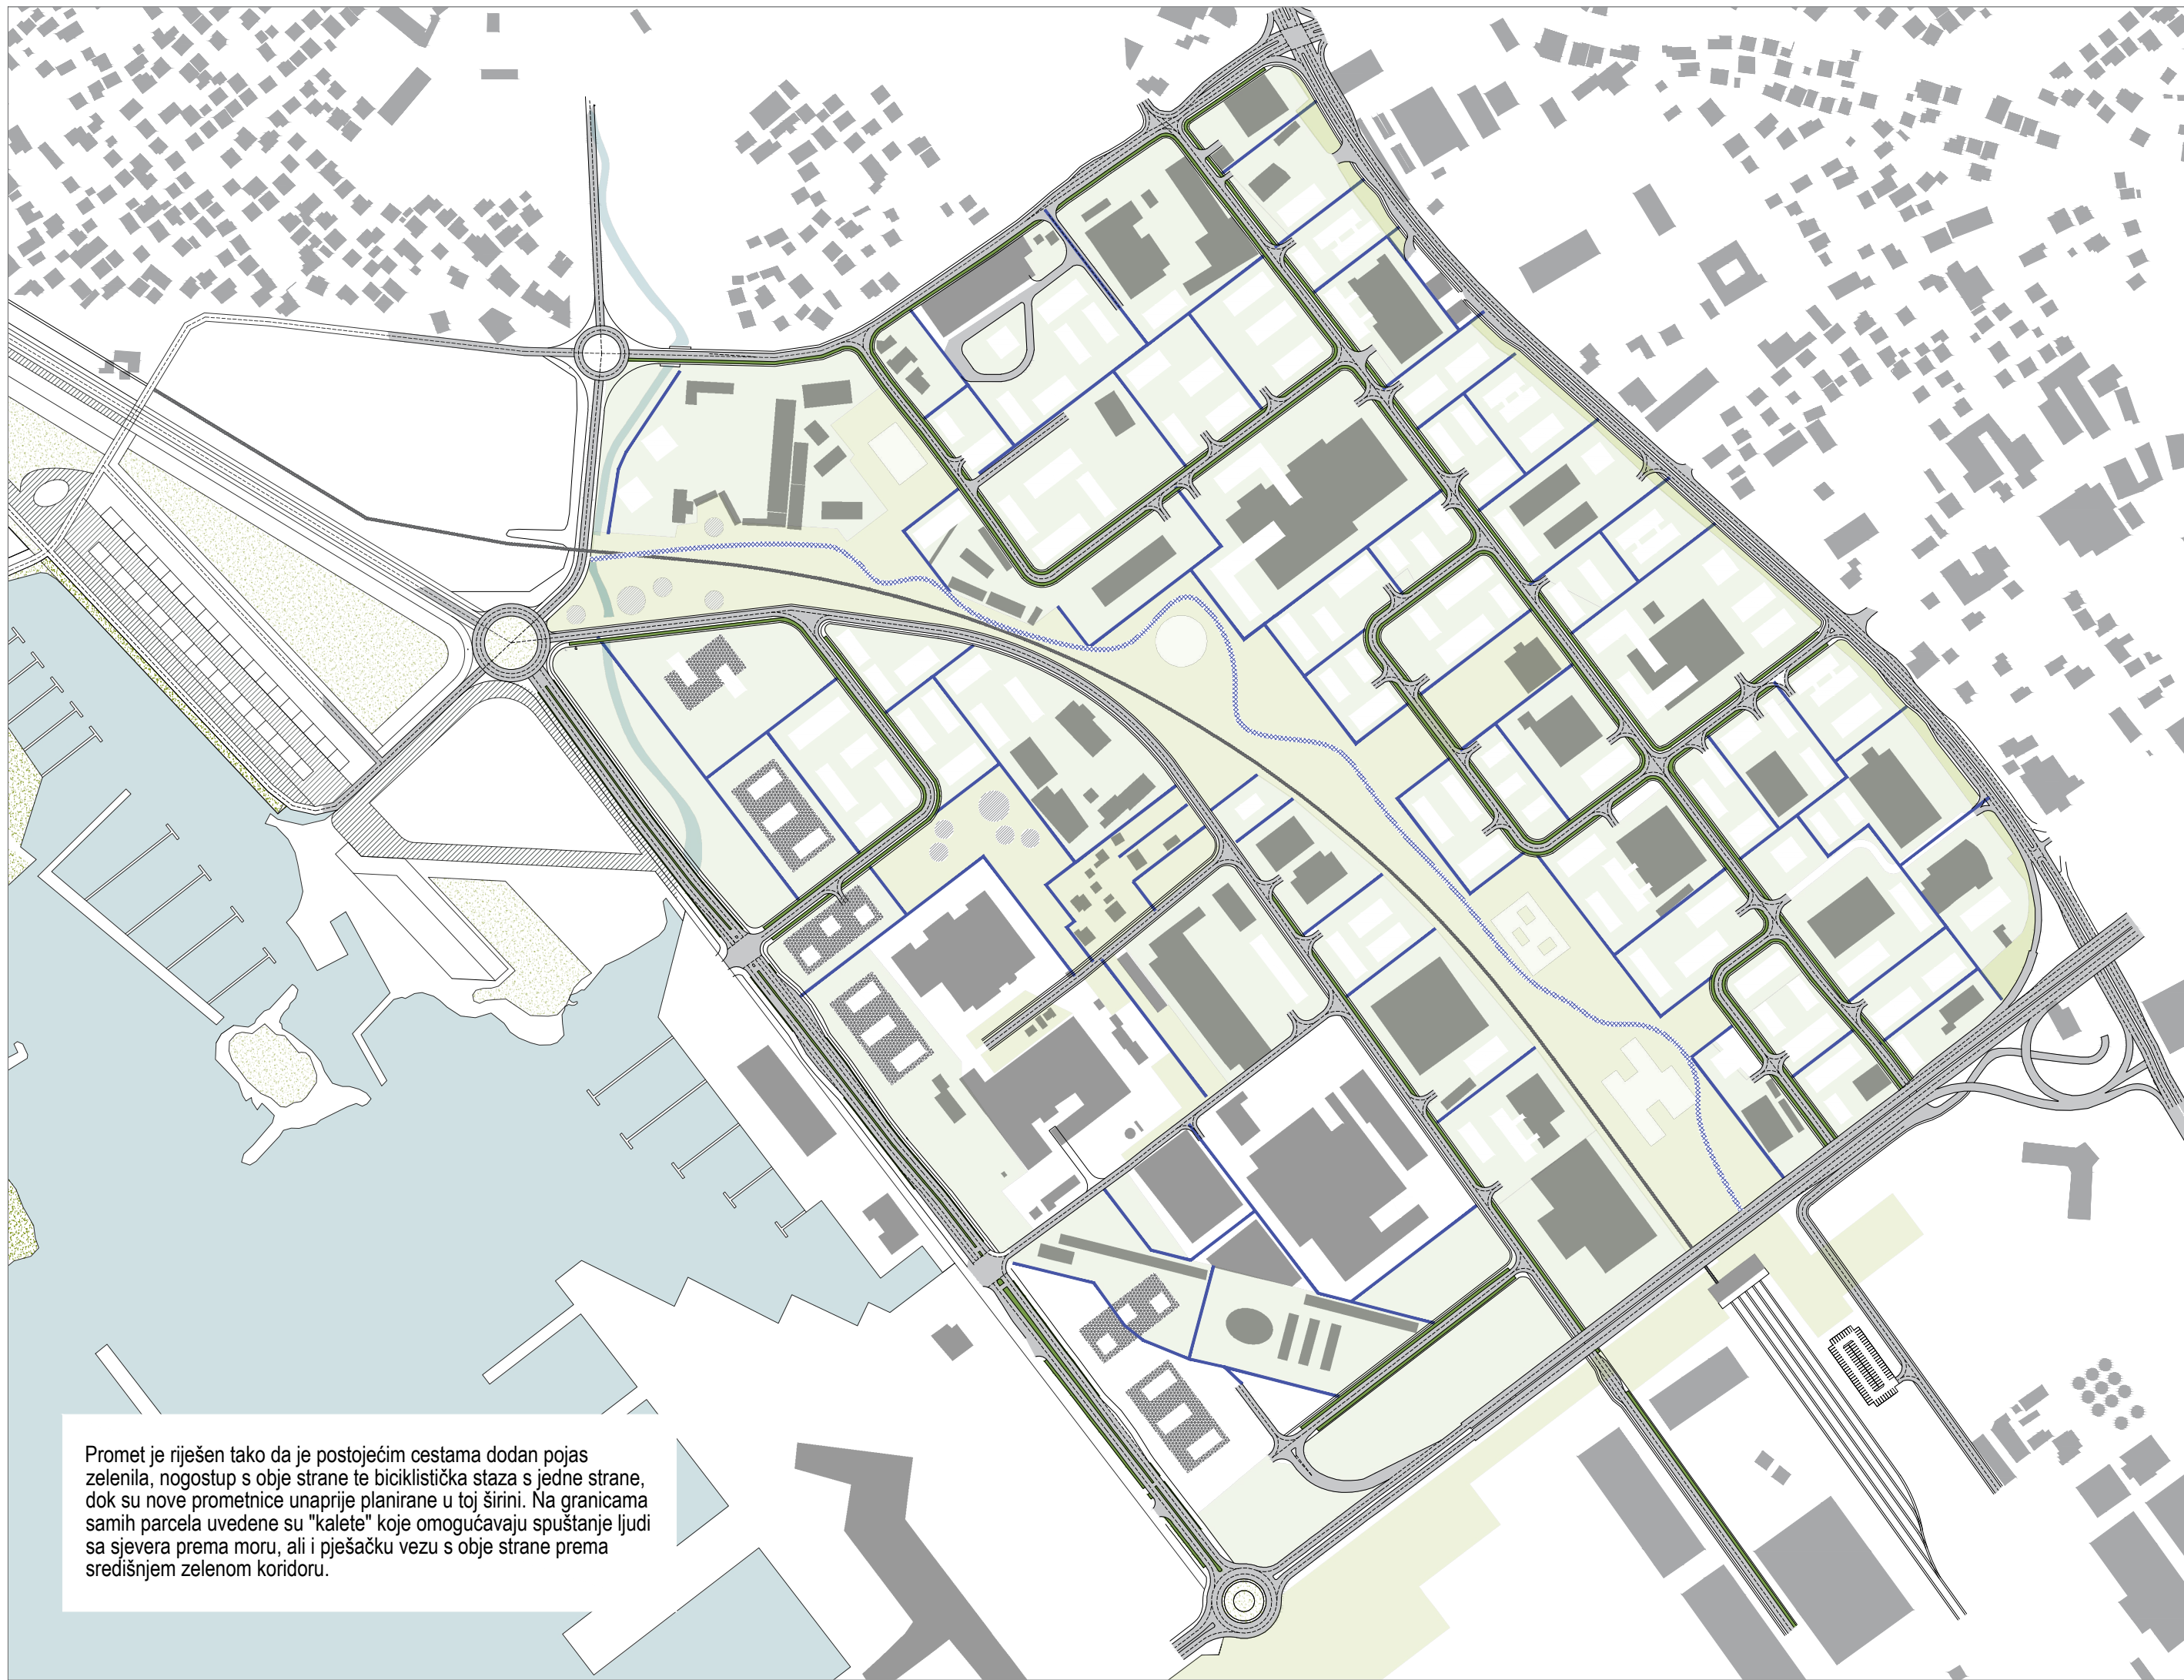 Promet je riješen tako da je postojećim cestama dodan pojas
zelenila, nogostup s obje strane te biciklistička staza s jedne strane,
dok su nove prometnice unaprije planirane u toj širini. Na granicama
samih parcela uvedene su "kalete" koje omogućavaju spuštanje ljudi
sa sjevera prema moru, ali i pješačku vezu s obje strane prema
središnjem zelenom koridoru.